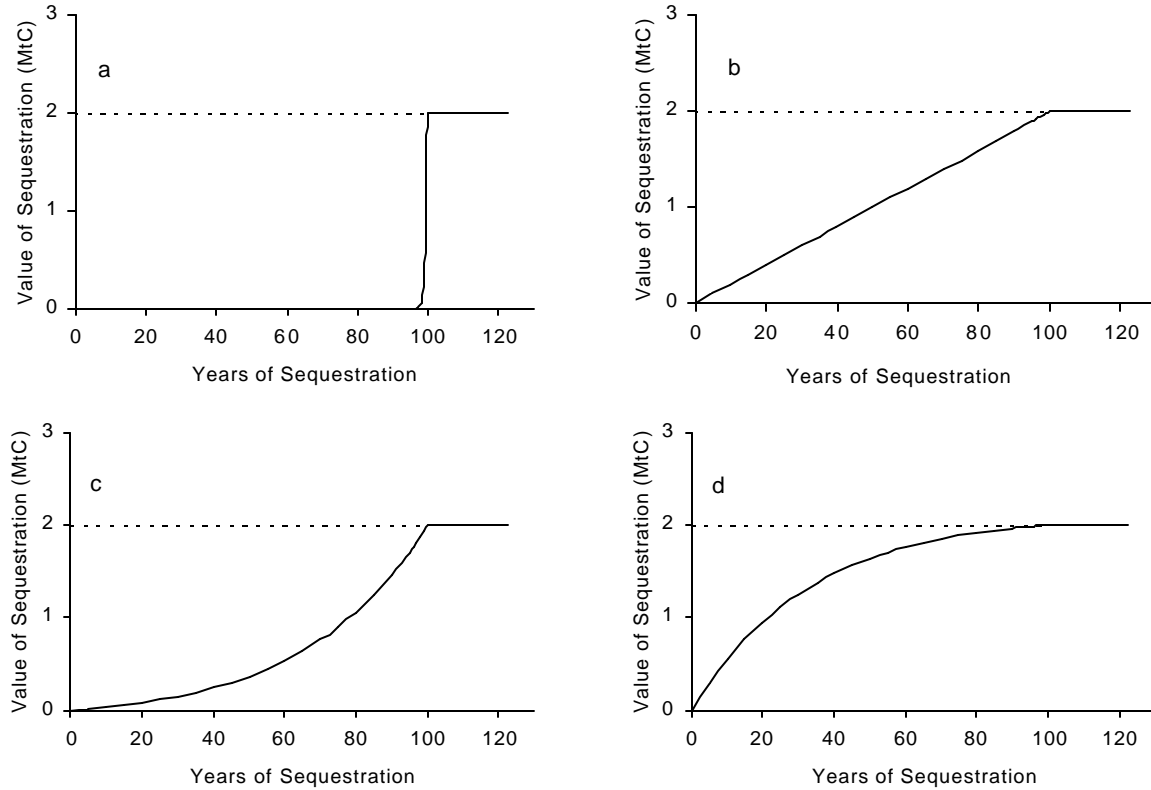 Value of Sequestration (MtC)
3
2
1
0
a
0 20 40 60 80 100 120
Years of Sequestration
Value of Sequestration (MtC)
3
2
1
0
b
0 20 40 60 80 100 120
Years of Sequestration
Value of Sequestration (MtC)
3
2
1
0
c
0 20 40 60 80 100 120
Years of Sequestration
Value of Sequestration (MtC)
3
2
1
0
d
0 20 40 60 80 100 120
Years of Sequestration